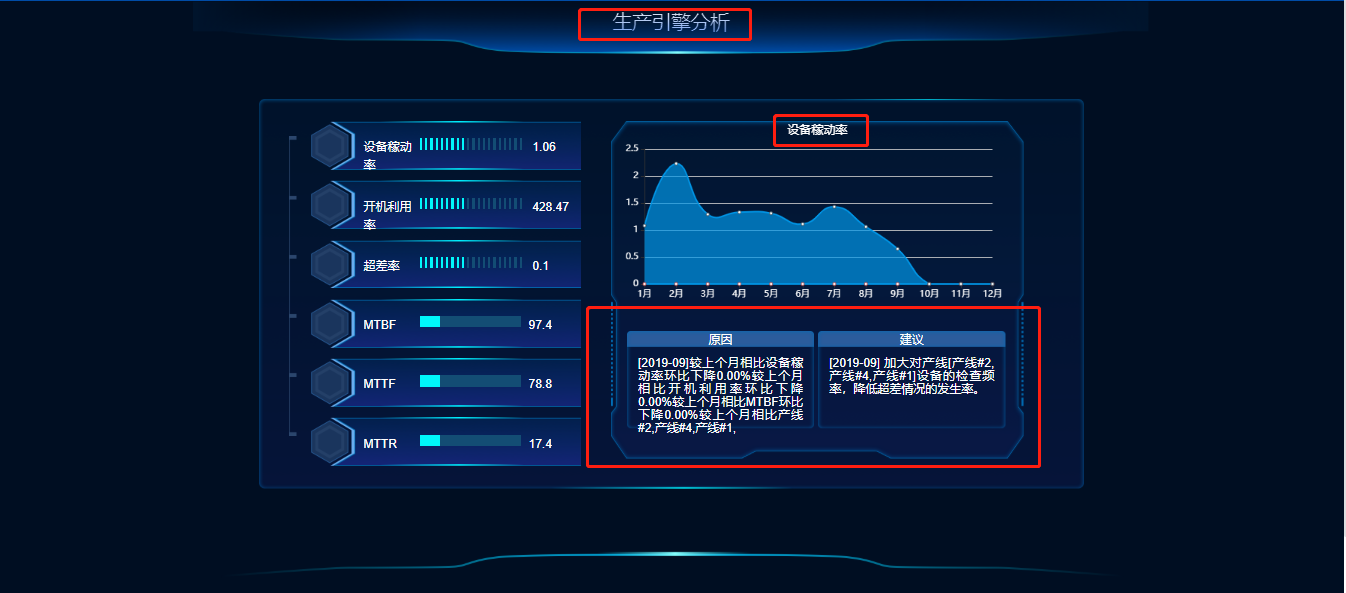 生产引擎分析
设备稼动
率
1.06
开机利用
率
428.47
超差率
0.1
MTBF
97.4
MTTF
78.8
MTTR
17.4
设备稼动率
2.5
2
1.5
1
0.5
0
1月 2月 3月 4月 5月 6月 7月 8月 9月 10月 11月 12月
原因
[2019-09]较上个月相比设备稼
动率环比下降0.00%较上个月
相比开机利用率环比下降
0.00%较上个月相比MTBF环比
下降0.00%较上个月相比产线
#2,产线#4,产线#1,
建议
[2019-09] 加大对产线[产线#2,
产线#4,产线#1]设备的检查频
率，降低超差情况的发生率。